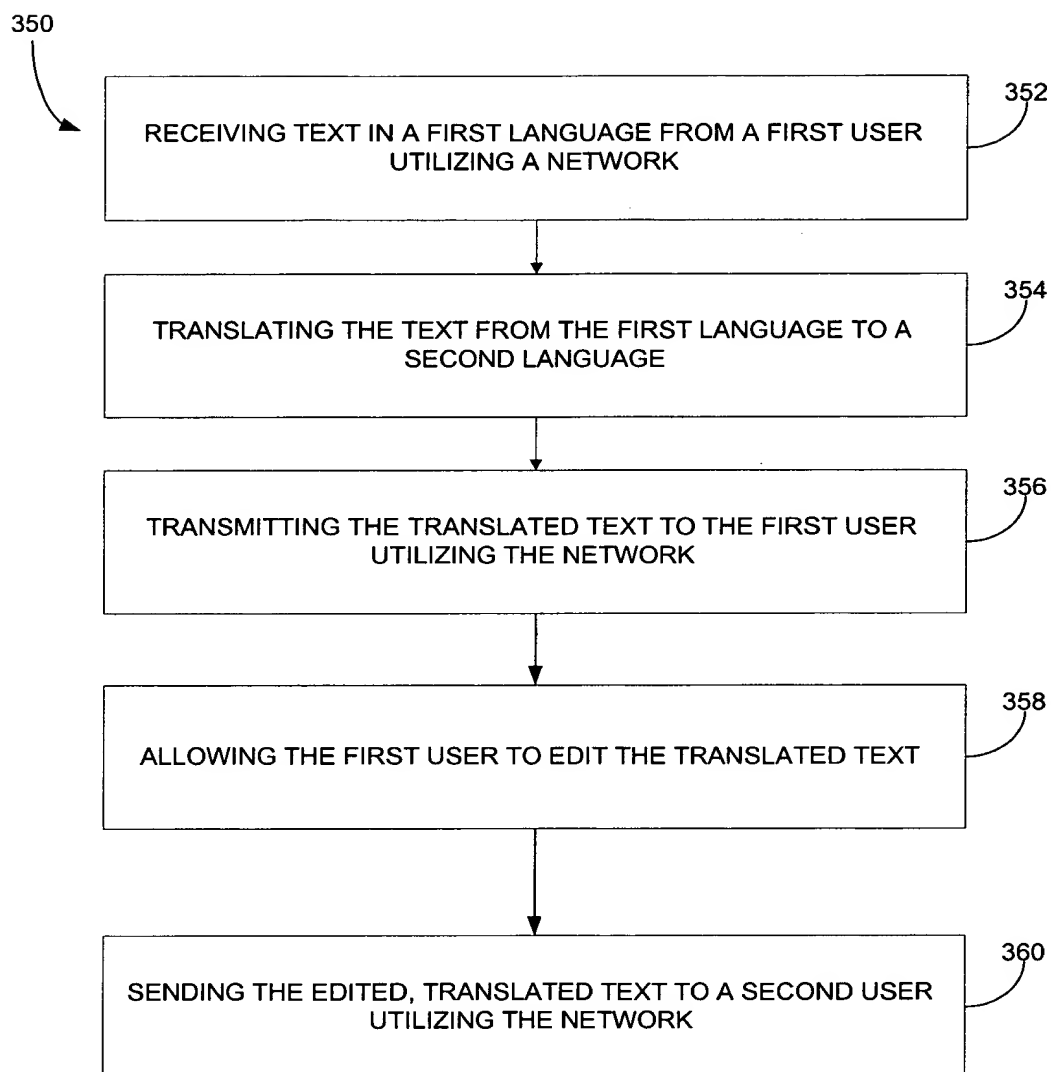 350
352
RECEIVING TEXT IN A FIRST LANGUAGE FROM A FIRST USER
UTILIZING A NETWORK
354
TRANSLATING THE TEXT FROM THE FIRST LANGUAGE TO A
SECOND LANGUAGE
356
TRANSMITTING THE TRANSLATED TEXT TO THE FIRST USER
UTILIZING THE NETWORK
358
ALLOWING THE FIRST USER TO EDIT THE TRANSLATED TEXT
360
SENDING THE EDITED, TRANSLATED TEXT TO A SECOND USER
UTILIZING THE NETWORK